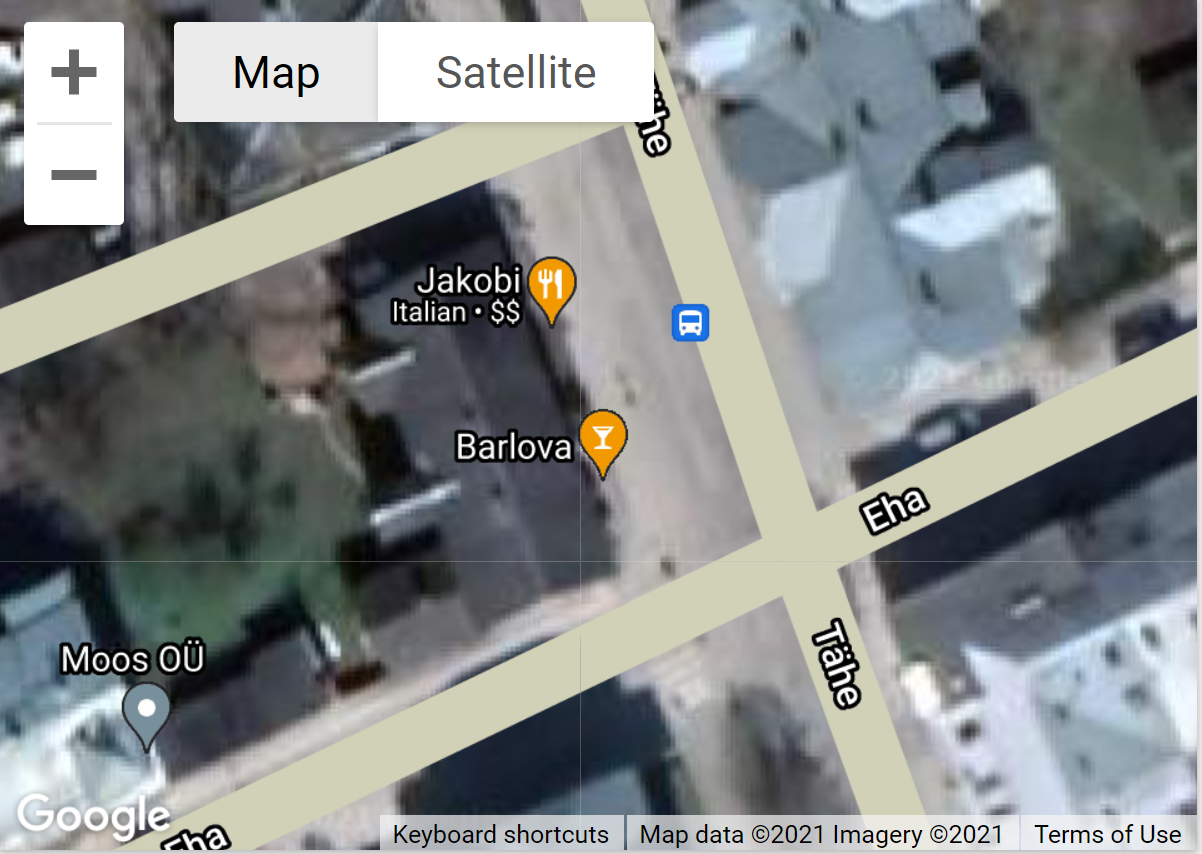 Map
Satellite
Tähe
Jakobi
Italian • $$
Barlova
Eha
Tähe
Moos OÜ
Google
Eha
Keyboard shortcuts
Map data ©2021 Imagery ©2021
Terms of Use